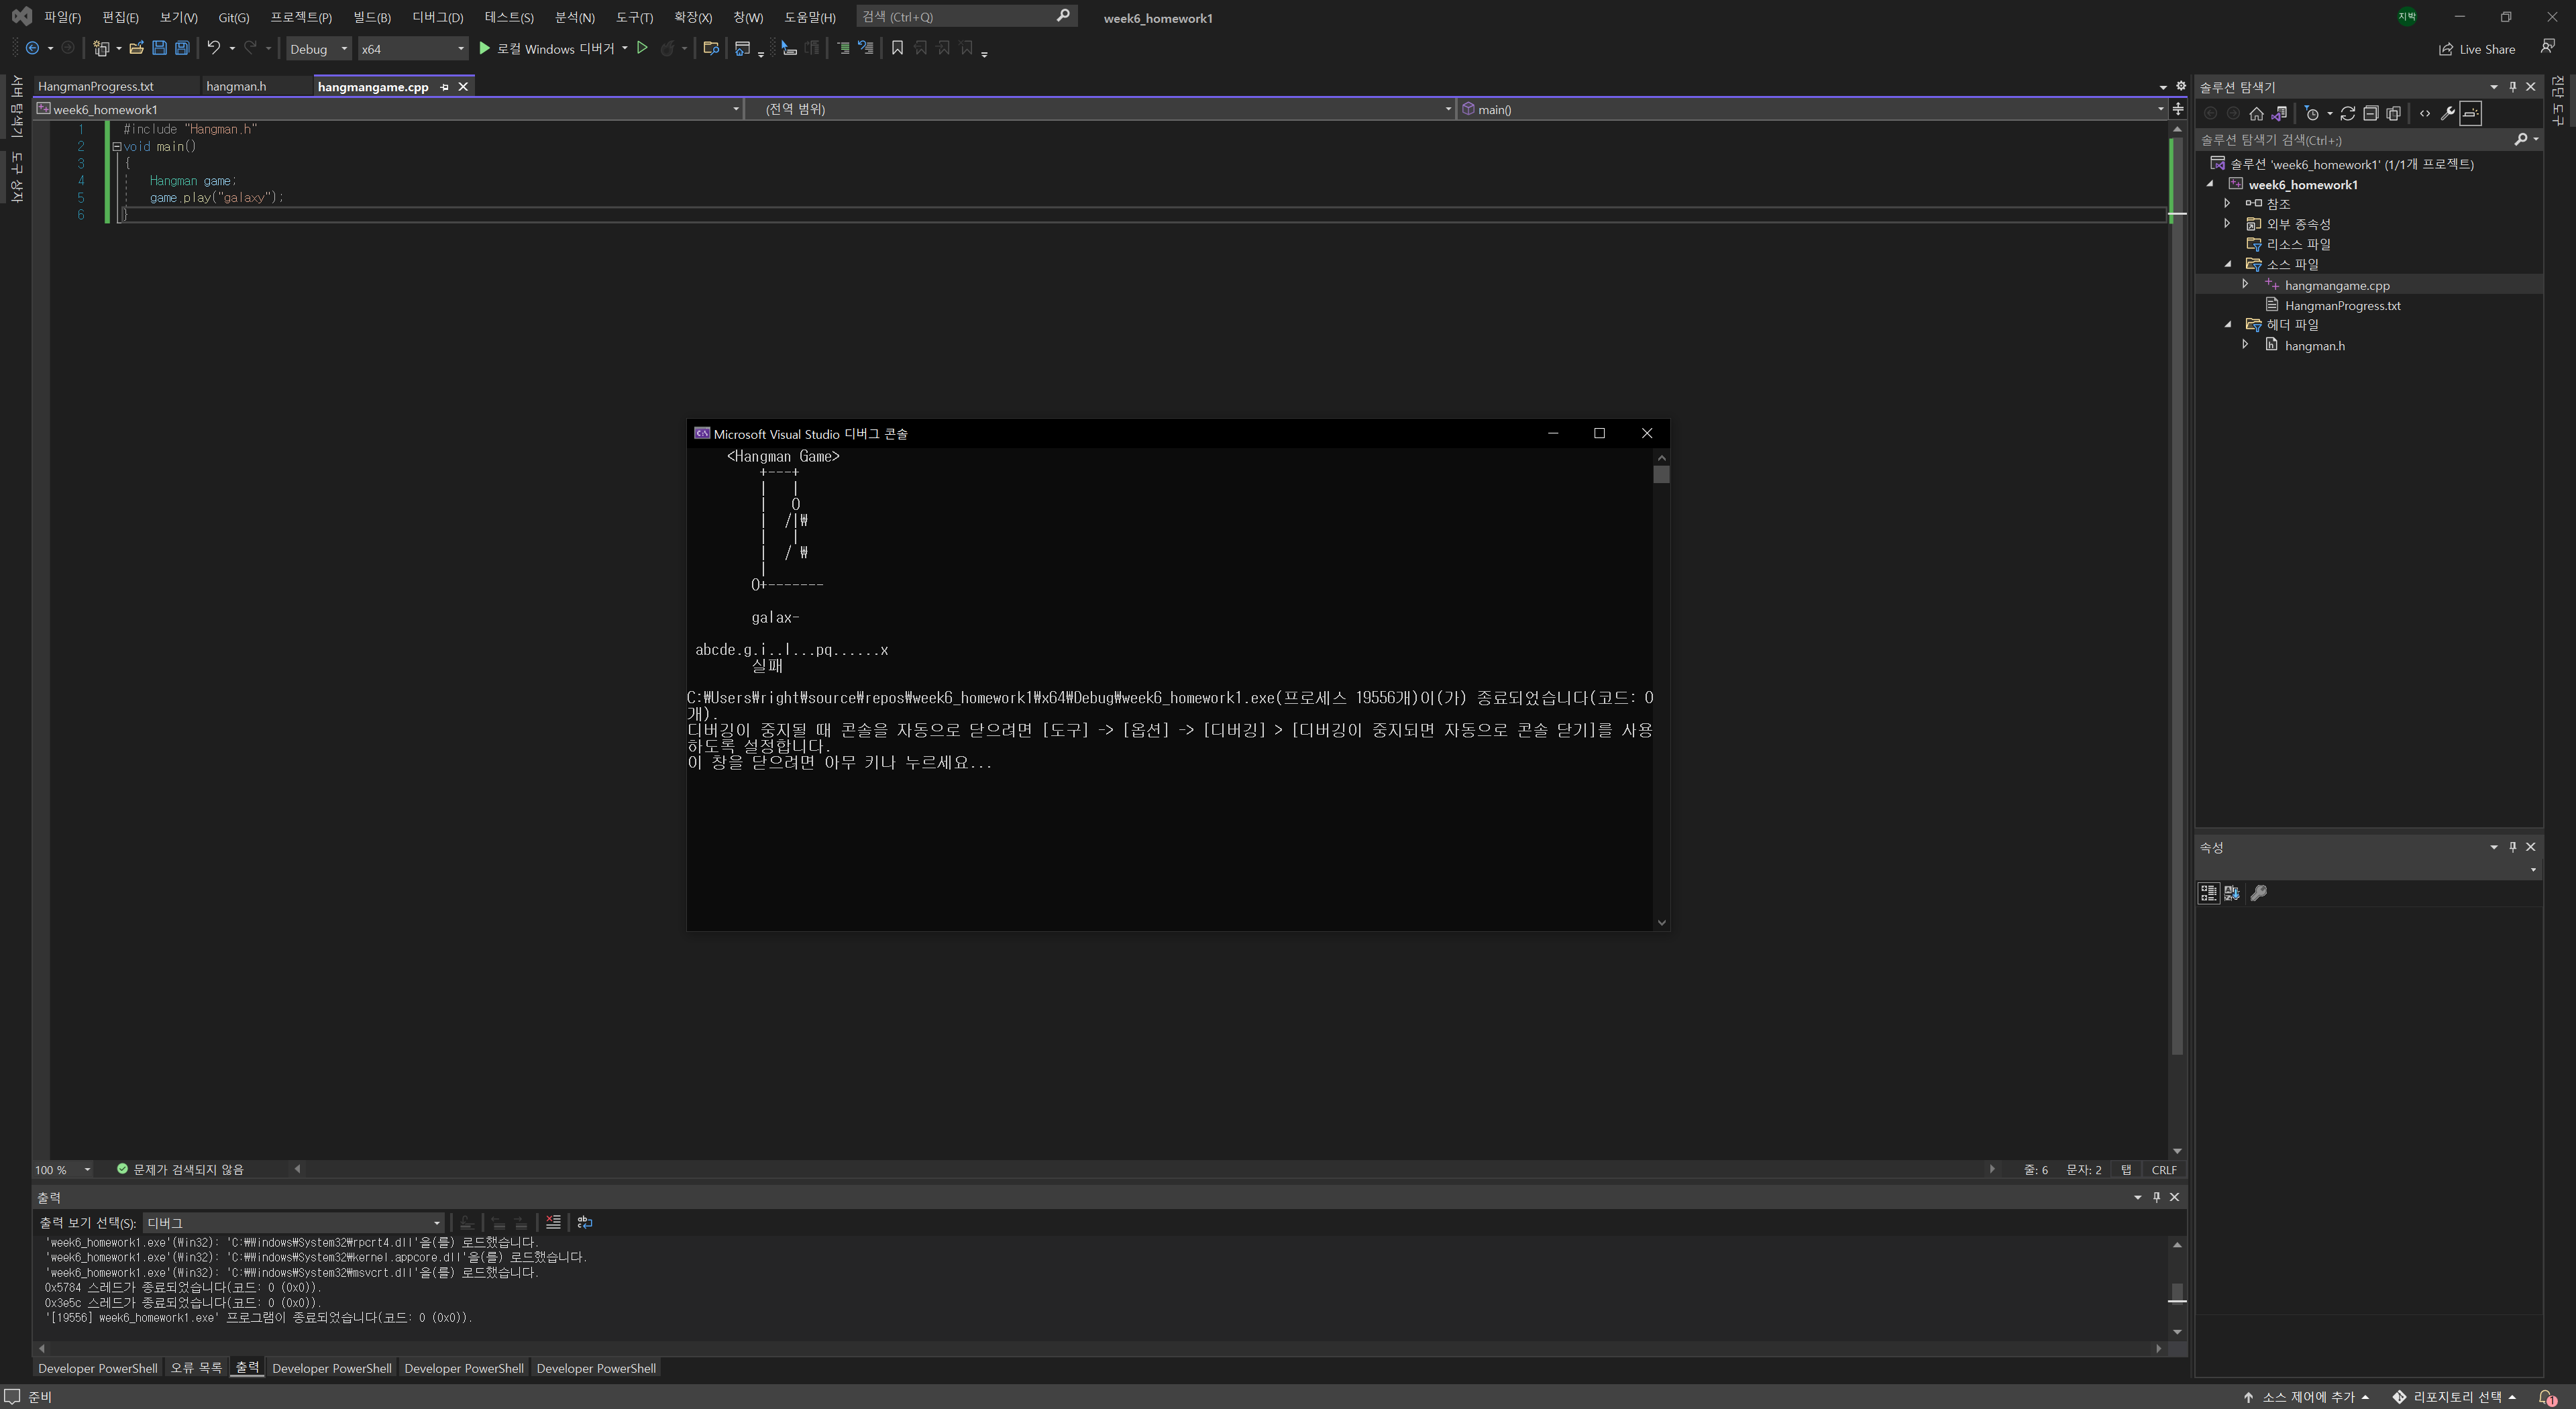 파일(F) 편집(E) 보기(V) Git(G) 프로젝트(P) 빌드(B) 디버그(D) 테스트(S) 분석(N) 도구(T) 확장(X) 창(W) 도움말(H) 검색 (Ctrl+Q) week6_homework1 지박
Debug x64 로컬 Windows 디버거 Live Share
서버 탐색기
도구 상자
HangmanProgress.txt hangman.h hangmangame.cpp
week6_homework1 (전역 범위) main()
1 #include "Hangman.h"
2 void main()
3 {
4 Hangman game;
5 game.play("galaxy");
6 }
Microsoft Visual Studio 디버그 콘솔
<Hangman Game>
+---+
| |
| O
| /|₩
| |
| / ₩
|
O+-------
galax-
abcde.g.i..l...pq......x
실패
C:₩Users₩right₩source₩repos₩week6_homework1₩x64₩Debug₩week6_homework1.exe(프로세스 19556개)이(가) 종료되었습니다(코드: 0
개).
디버깅이 중지될 때 콘솔을 자동으로 닫으려면 [도구] -> [옵션] -> [디버깅] > [디버깅이 중지되면 자동으로 콘솔 닫기]를 사용
하도록 설정합니다.
이 창을 닫으려면 아무 키나 누르세요...
100 % 문제가 검색되지 않음 줄: 6 문자: 2 탭 CRLF
출력
출력 보기 선택(S): 디버그
'week6_homework1.exe'(Win32): 'C:₩Windows₩System32₩rpcrt4.dll'을(를) 로드했습니다.
'week6_homework1.exe'(Win32): 'C:₩Windows₩System32₩kernel.appcore.dll'을(를) 로드했습니다.
'week6_homework1.exe'(Win32): 'C:₩Windows₩System32₩msvcrt.dll'을(를) 로드했습니다.
0x5784 스레드가 종료되었습니다(코드: 0 (0x0)).
0x3e5c 스레드가 종료되었습니다(코드: 0 (0x0)).
'[19556] week6_homework1.exe' 프로그램이 종료되었습니다(코드: 0 (0x0)).
Developer PowerShell 오류 목록 출력 Developer PowerShell Developer PowerShell Developer PowerShell
솔루션 탐색기
솔루션 탐색기 검색(Ctrl+;)
솔루션 'week6_homework1' (1/1개 프로젝트)
week6_homework1
참조
외부 종속성
리소스 파일
소스 파일
hangmangame.cpp
HangmanProgress.txt
헤더 파일
hangman.h
속성
진단 도구
준비 소스 제어에 추가 리포지토리 선택 1